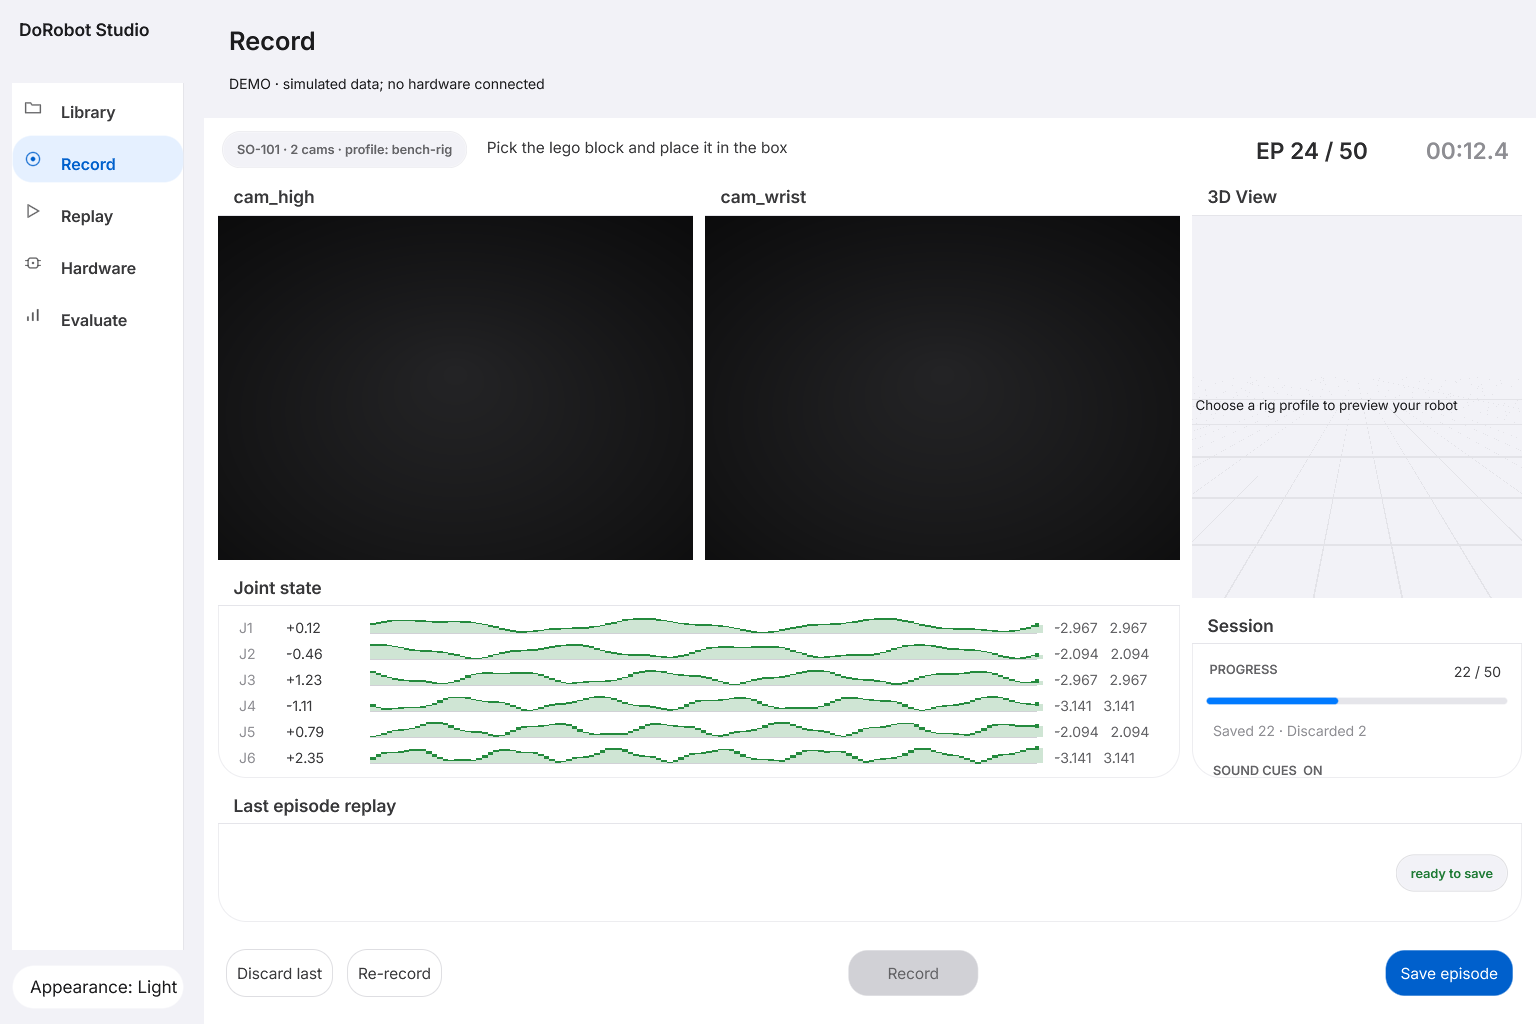 DoRobot Studio
Library
Record
Replay
Hardware
Evaluate
Appearance: Light
Record
DEMO · simulated data; no hardware connected
SO-101 · 2 cams · profile: bench-rig
Pick the lego block and place it in the box
EP 24 / 50
00:12.4
cam_high
cam_wrist
3D View
Choose a rig profile to preview your robot
Joint state
J1 +0.12 -2.967 2.967
J2 -0.46 -2.094 2.094
J3 +1.23 -2.967 2.967
J4 -1.11 -3.141 3.141
J5 +0.79 -2.094 2.094
J6 +2.35 -3.141 3.141
Session
PROGRESS 22 / 50
Saved 22 · Discarded 2
SOUND CUES ON
Last episode replay
ready to save
Discard last
Re-record
Record
Save episode